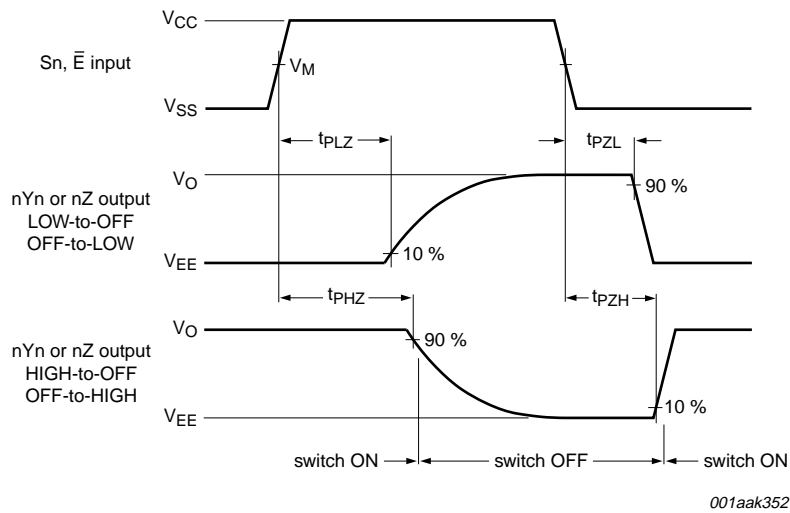 VCC
Sn, E̅ input
VM
VSS
tPLZ
tPZL
VO
nYn or nZ output
LOW-to-OFF
OFF-to-LOW
90 %
10 %
VEE
tPHZ
tPZH
VO
nYn or nZ output
HIGH-to-OFF
OFF-to-HIGH
90 %
10 %
VEE
switch ON
switch OFF
switch ON
001aak352